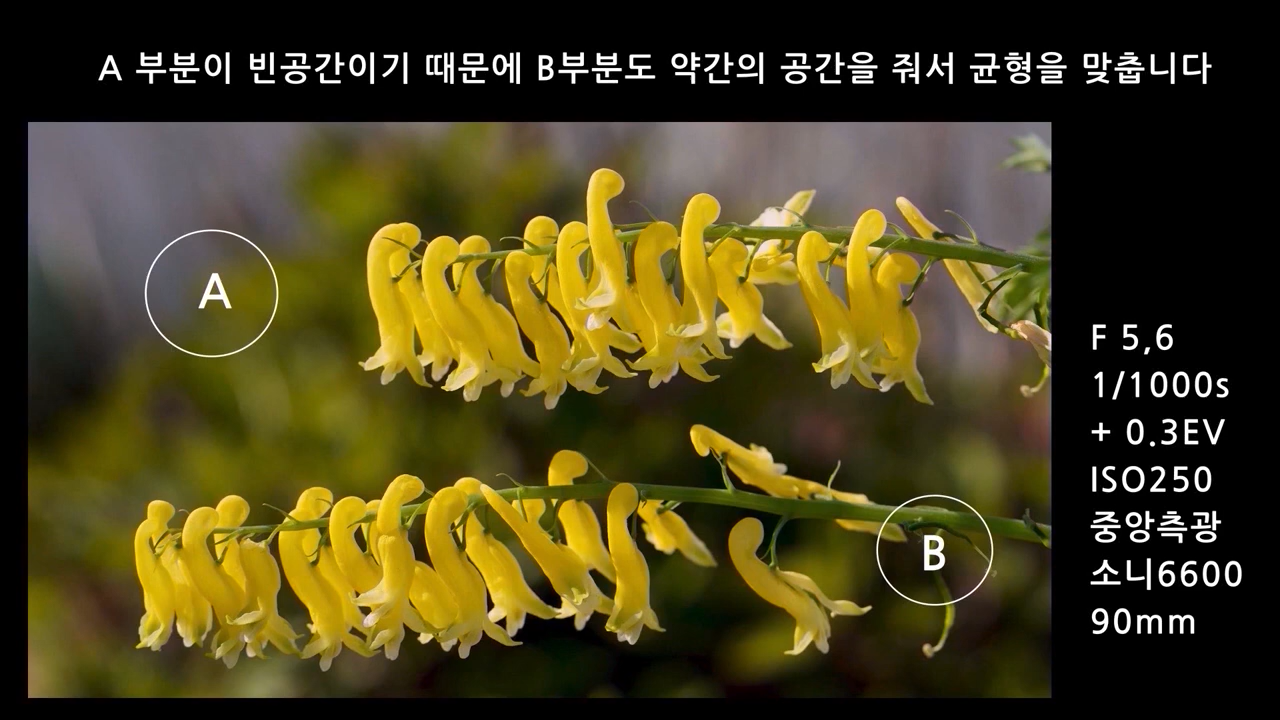 A 부분이 빈공간이기 때문에 B부분도 약간의 공간을 줘서 균형을 맞춥니다
A
B
F 5,6
1/1000s
+ 0.3EV
ISO250
중앙측광
소니6600
90mm